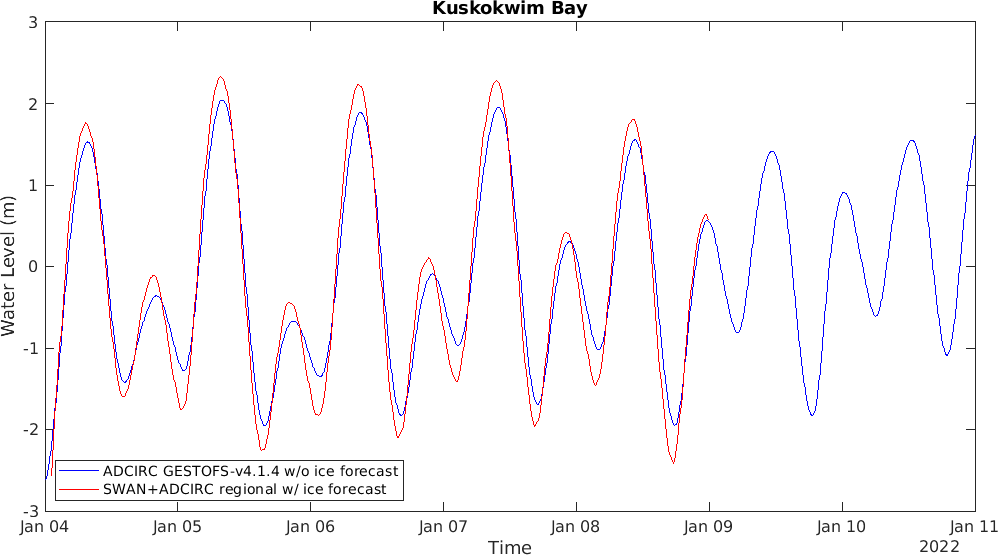 Kuskokwim Bay
3
2
1
0
-1
-2
-3
Water Level (m)
ADCIRC GESTOFS-v4.1.4 w/o ice forecast
SWAN+ADCIRC regional w/ ice forecast
Jan 04 Jan 05 Jan 06 Jan 07 Jan 08 Jan 09 Jan 10 Jan 11
Time
2022